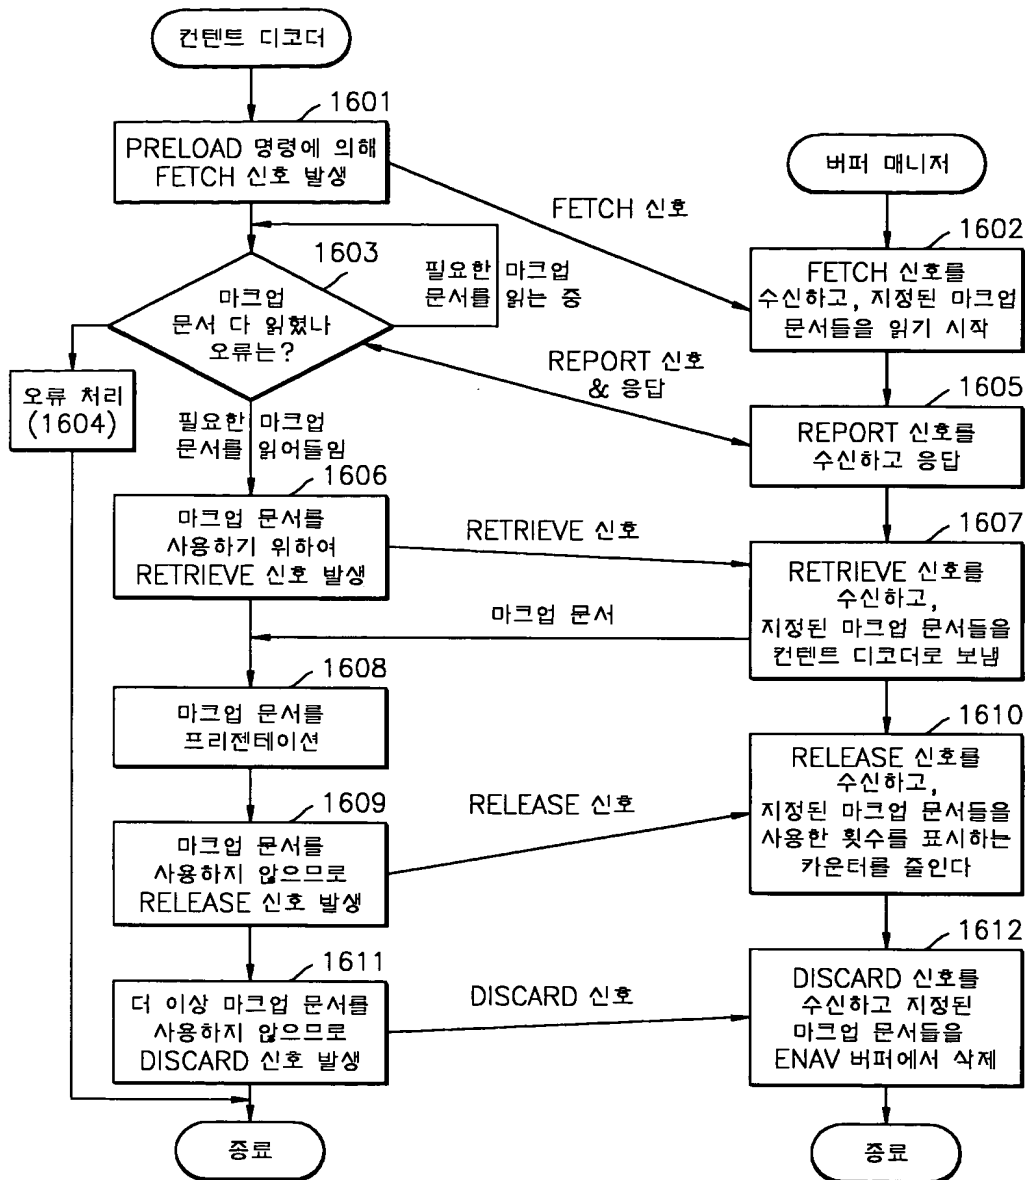 컨텐트 디코더
1601
PRELOAD 명령에 의해
FETCH 신호 발생
버퍼 매니저
FETCH 신호
1602
FETCH 신호를
수신하고, 지정된 마크업
문서들을 읽기 시작
1603
마크업
문서 다 읽혔나
오류는?
필요한 마크업
문서를 읽는 중
REPORT 신호
& 응답
오류 처리
(1604)
필요한 마크업
문서를 읽어들임
1605
REPORT 신호를
수신하고 응답
1606
마크업 문서를
사용하기 위하여
RETRIEVE 신호 발생
RETRIEVE 신호
1607
RETRIEVE 신호를
수신하고,
지정된 마크업 문서들을
컨텐트 디코더로 보냄
마크업 문서
1608
마크업 문서를
프리젠테이션
1609
마크업 문서를
사용하지 않으므로
RELEASE 신호 발생
RELEASE 신호
1610
RELEASE 신호를
수신하고,
지정된 마크업 문서들을
사용한 횟수를 표시하는
카운터를 줄인다
1611
더 이상 마크업 문서를
사용하지 않으므로
DISCARD 신호 발생
DISCARD 신호
1612
DISCARD 신호를
수신하고 지정된
마크업 문서들을
ENAV 버퍼에서 삭제
종료
종료